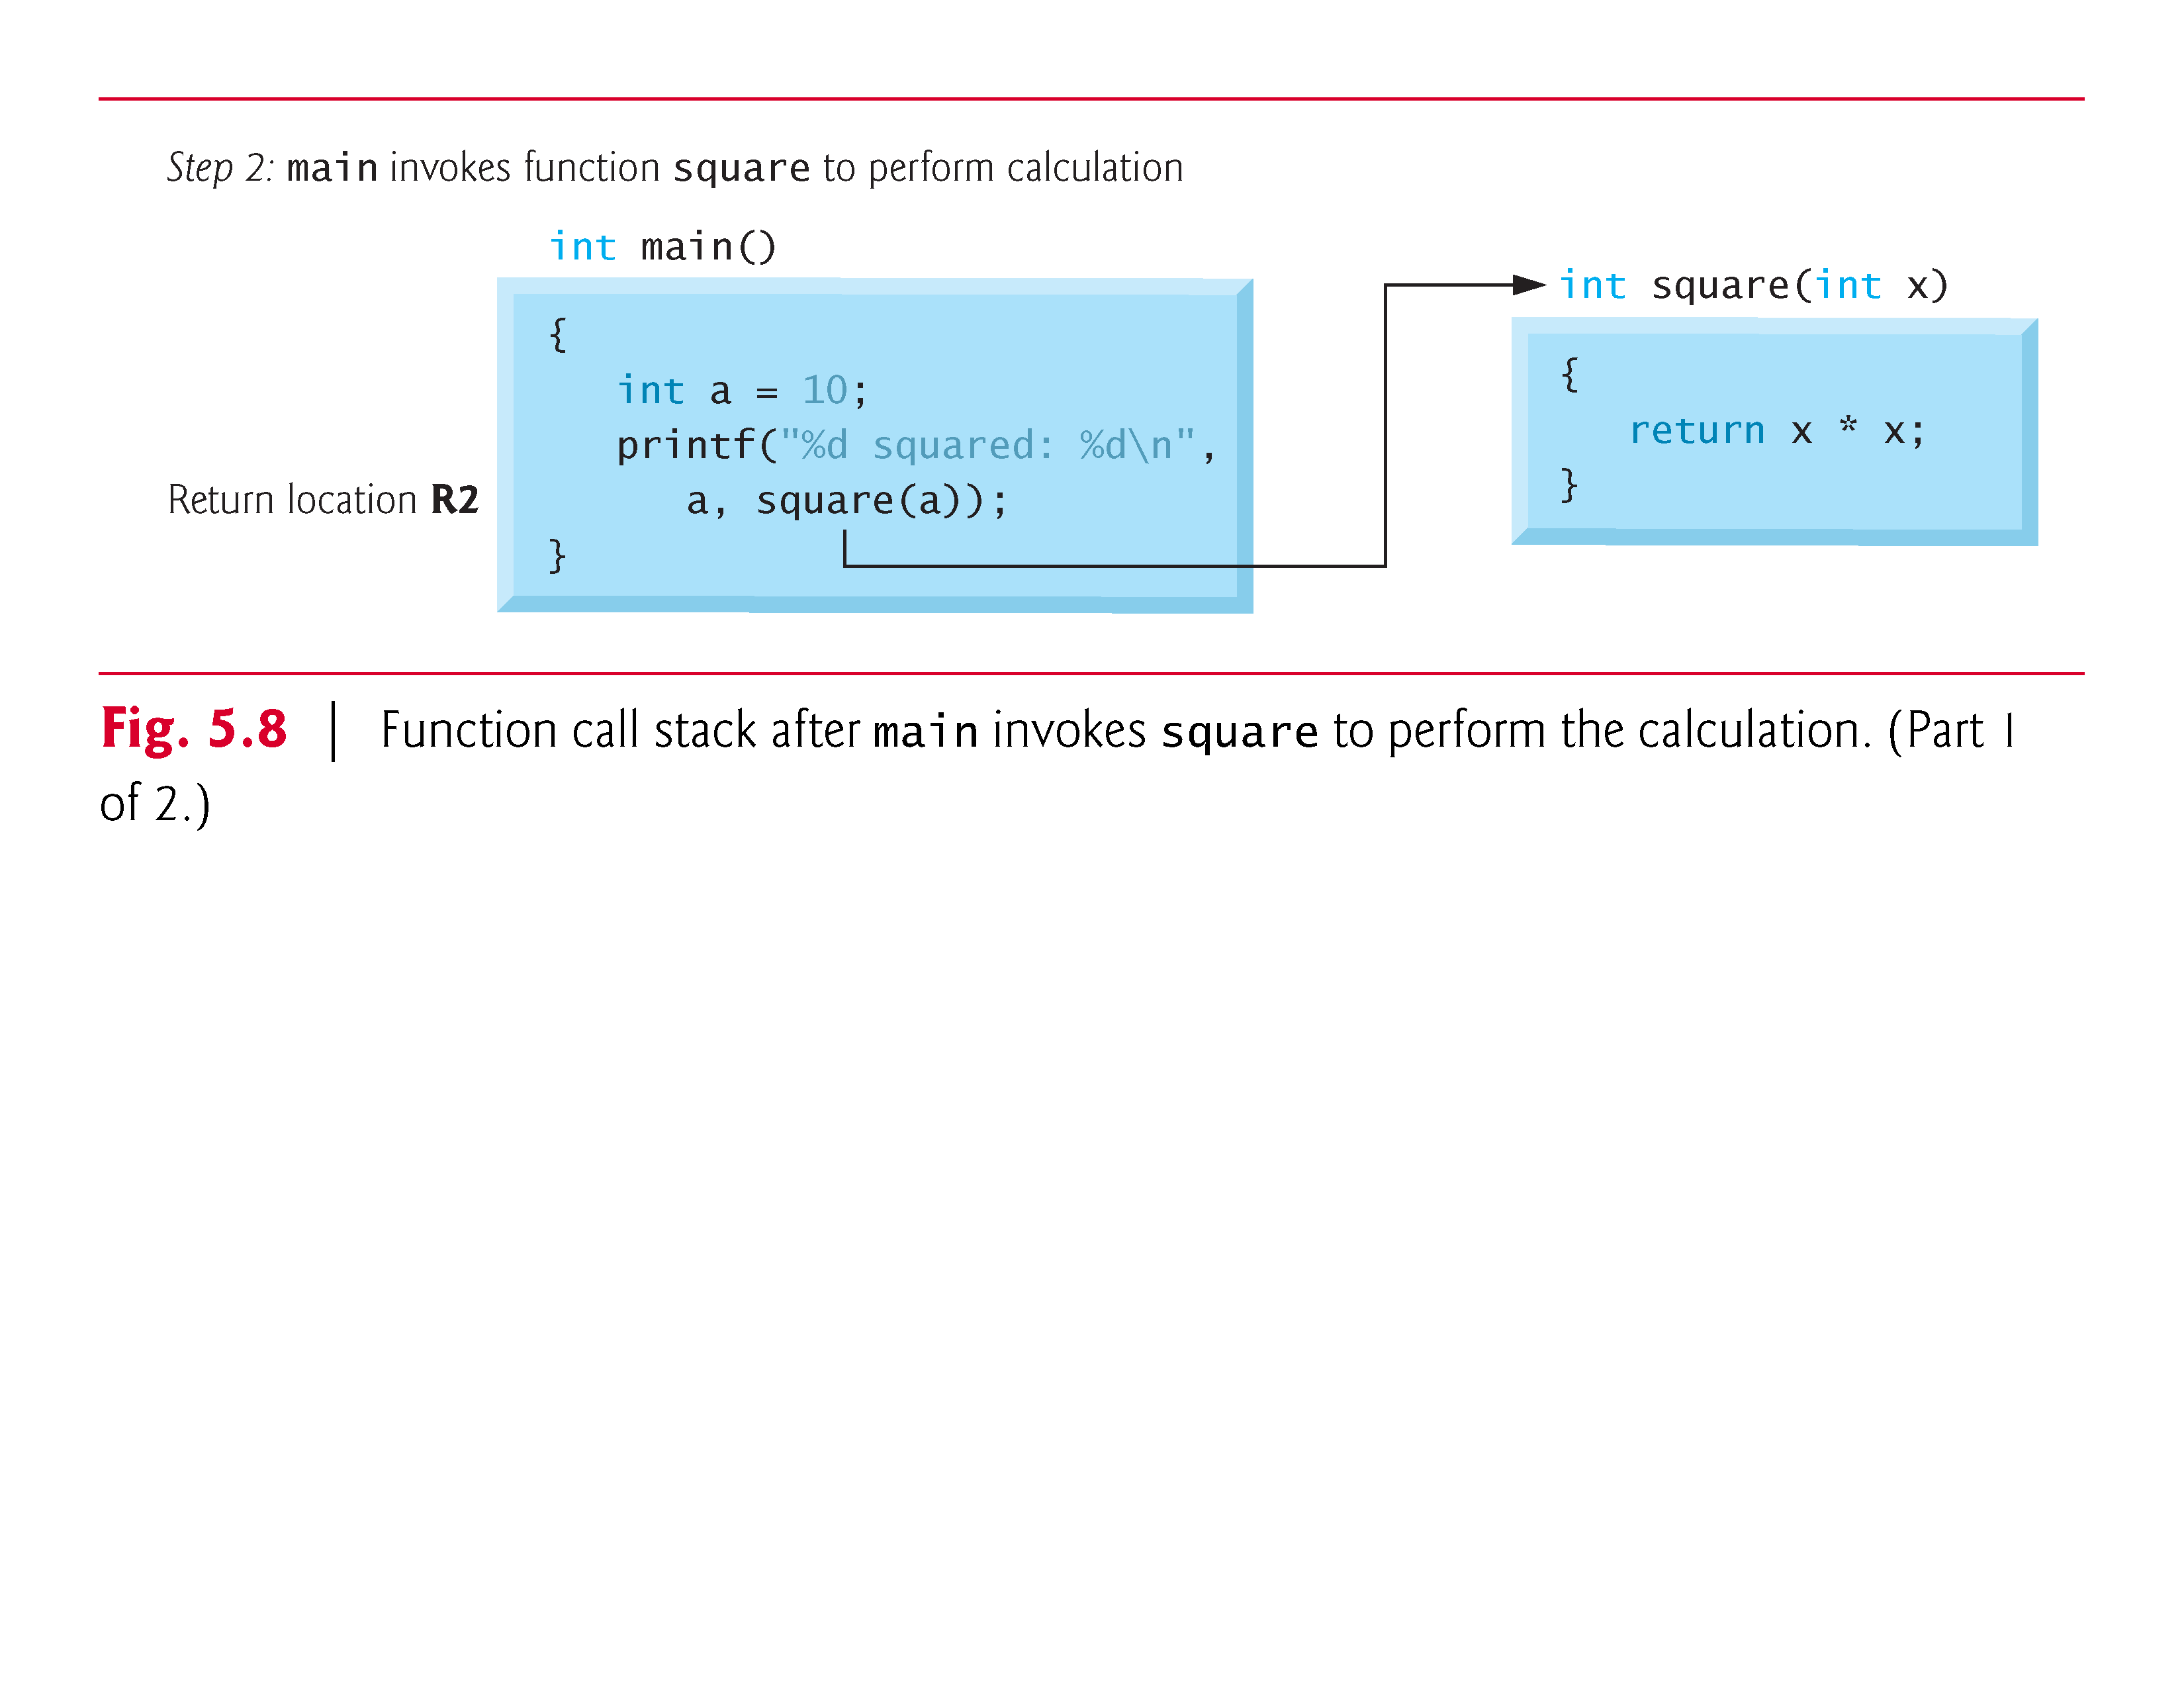 Step 2: main invokes function square to perform calculation
int main()
{
int a = 10;
printf("%d squared: %d\n",
Return location R2 a, square(a));
}
int square(int x)
{
return x * x;
}
Fig. 5.8 | Function call stack after main invokes square to perform the calculation. (Part 1
of 2.)